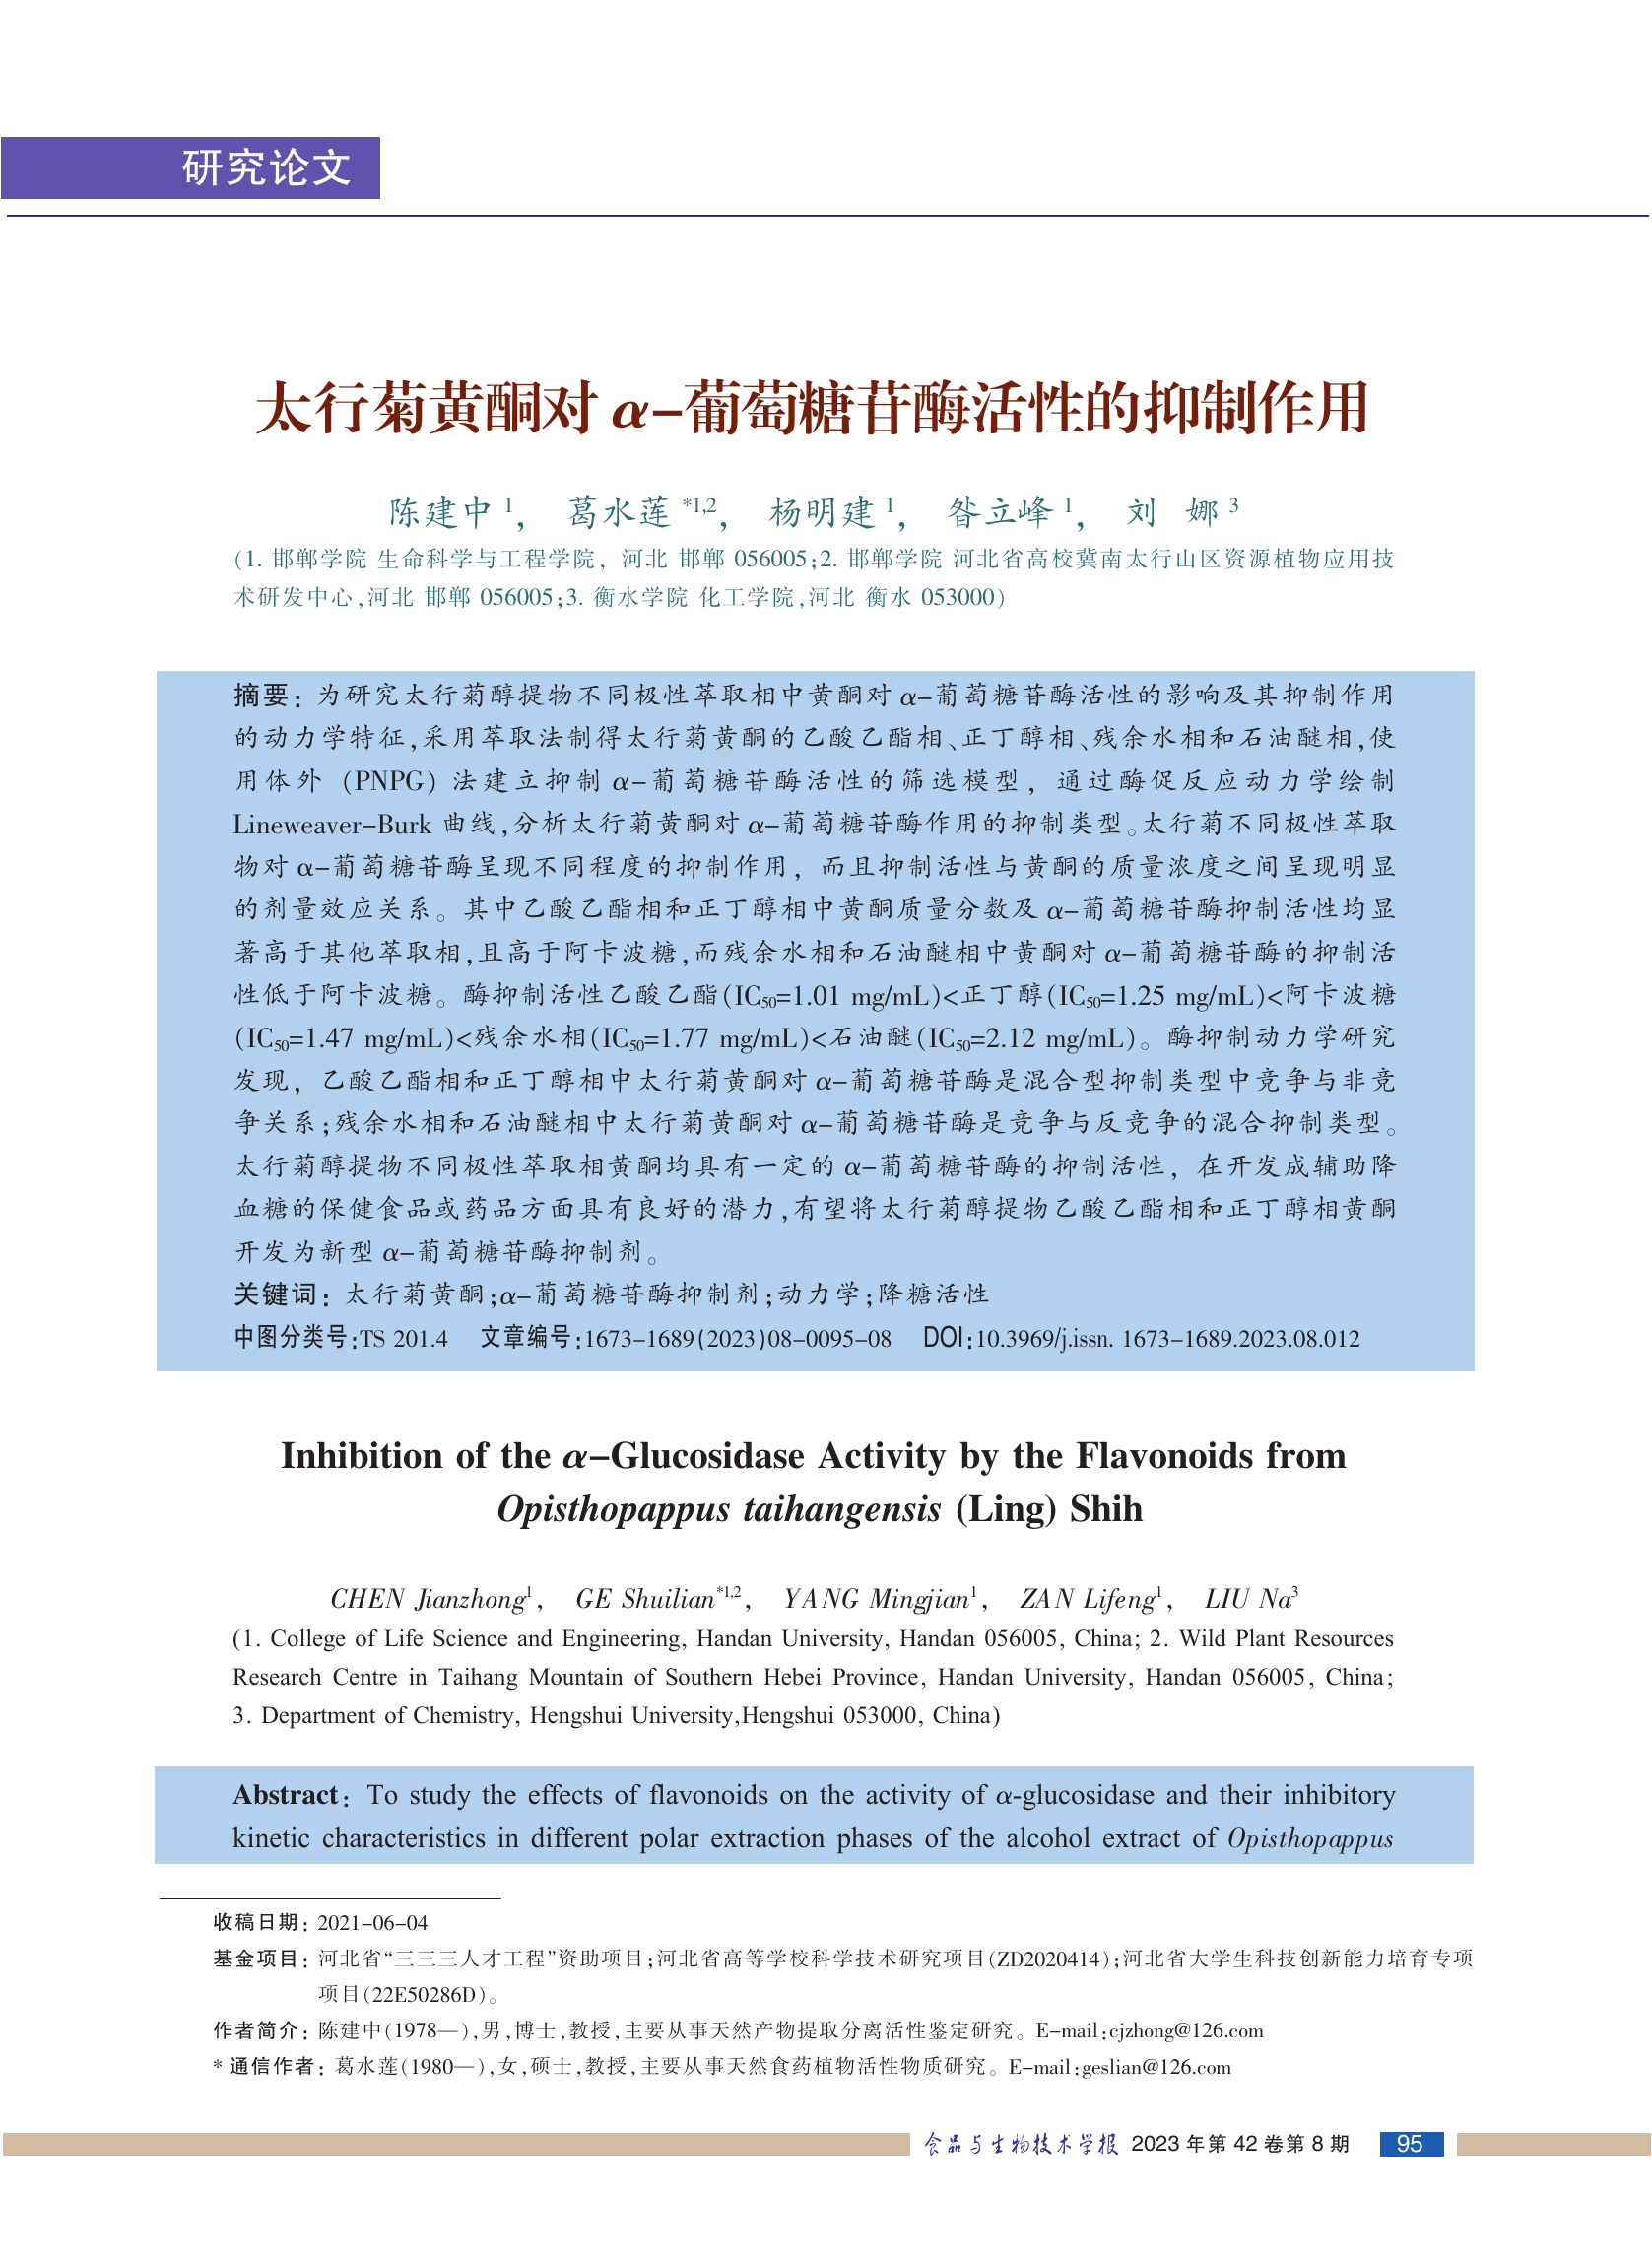 研究论文
太行菊黄酮对 α-葡萄糖苷酶活性的抑制作用
陈建中 1, 葛水莲 *1,2, 杨明建 1, 昝立峰 1, 刘 娜 3
(1. 邯郸学院 生命科学与工程学院, 河北 邯郸 056005;2. 邯郸学院 河北省高校冀南太行山区资源植物应用技
术研发中心,河北 邯郸 056005;3. 衡水学院 化工学院,河北 衡水 053000)
摘要: 为研究太行菊醇提物不同极性萃取相中黄酮对 α-葡萄糖苷酶活性的影响及其抑制作用
的动力学特征,采用萃取法制得太行菊黄酮的乙酸乙酯相、正丁醇相、残余水相和石油醚相,使
用体外 (PNPG) 法建立抑制 α-葡萄糖苷酶活性的筛选模型, 通过酶促反应动力学绘制
Lineweaver-Burk 曲线,分析太行菊黄酮对 α-葡萄糖苷酶作用的抑制类型。太行菊不同极性萃取
物对 α-葡萄糖苷酶呈现不同程度的抑制作用, 而且抑制活性与黄酮的质量浓度之间呈现明显
的剂量效应关系。其中乙酸乙酯相和正丁醇相中黄酮质量分数及 α-葡萄糖苷酶抑制活性均显
著高于其他萃取相,且高于阿卡波糖,而残余水相和石油醚相中黄酮对 α-葡萄糖苷酶的抑制活
性低于阿卡波糖。酶抑制活性乙酸乙酯(IC50=1.01 mg/mL)<正丁醇(IC50=1.25 mg/mL)<阿卡波糖
(IC50=1.47 mg/mL)<残余水相(IC50=1.77 mg/mL)<石油醚(IC50=2.12 mg/mL)。酶抑制动力学研究
发现, 乙酸乙酯相和正丁醇相中太行菊黄酮对 α-葡萄糖苷酶是混合型抑制类型中竞争与非竞
争关系;残余水相和石油醚相中太行菊黄酮对 α-葡萄糖苷酶是竞争与反竞争的混合抑制类型。
太行菊醇提物不同极性萃取相黄酮均具有一定的 α-葡萄糖苷酶的抑制活性, 在开发成辅助降
血糖的保健食品或药品方面具有良好的潜力,有望将太行菊醇提物乙酸乙酯相和正丁醇相黄酮
开发为新型 α-葡萄糖苷酶抑制剂。
关键词: 太行菊黄酮;α-葡萄糖苷酶抑制剂;动力学;降糖活性
中图分类号:TS 201.4 文章编号:1673-1689(2023)08-0095-08 DOI:10.3969/j.issn. 1673-1689.2023.08.012
Inhibition of the α-Glucosidase Activity by the Flavonoids from
Opisthopappus taihangensis (Ling) Shih
CHEN Jianzhong1, GE Shuilian*1,2, YANG Mingjian1, ZAN Lifeng1, LIU Na3
(1. College of Life Science and Engineering, Handan University, Handan 056005, China; 2. Wild Plant Resources
Research Centre in Taihang Mountain of Southern Hebei Province, Handan University, Handan 056005, China;
3. Department of Chemistry, Hengshui University,Hengshui 053000, China)
Abstract: To study the effects of flavonoids on the activity of α-glucosidase and their inhibitory
kinetic characteristics in different polar extraction phases of the alcohol extract of Opisthopappus
收稿日期: 2021-06-04
基金项目: 河北省“三三三人才工程”资助项目;河北省高等学校科学技术研究项目(ZD2020414);河北省大学生科技创新能力培育专项
项目(22E50286D)。
作者简介: 陈建中(1978—),男,博士,教授,主要从事天然产物提取分离活性鉴定研究。E-mail:cjzhong@126.com
* 通信作者: 葛水莲(1980—),女,硕士,教授,主要从事天然食药植物活性物质研究。E-mail:geslian@126.com
食品与生物技术学报 2023 年第 42 卷第 8 期 95